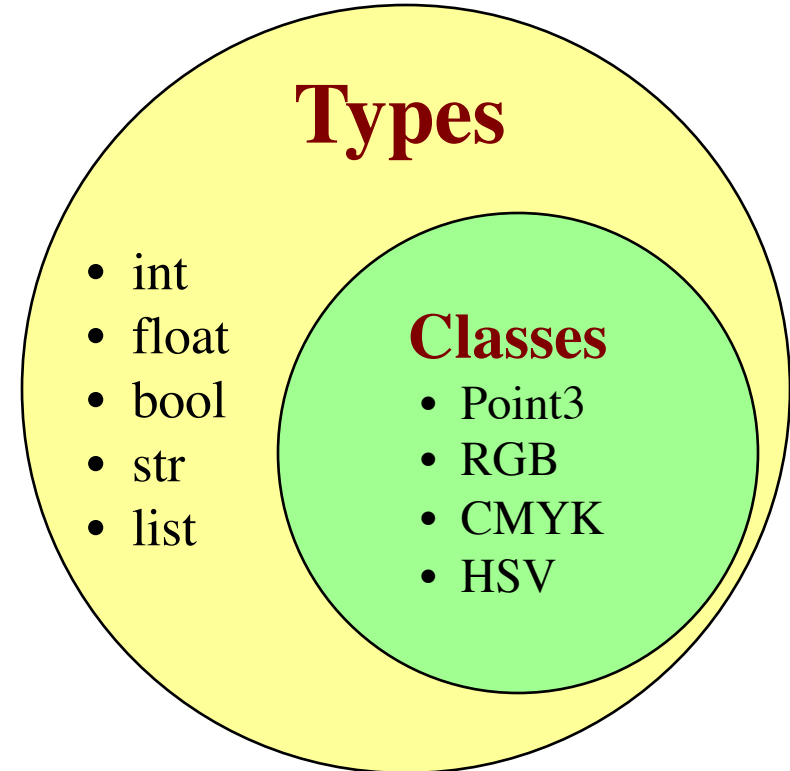 Types
• int
• float
• bool
• str
• list
Classes
• Point3
• RGB
• CMYK
• HSV